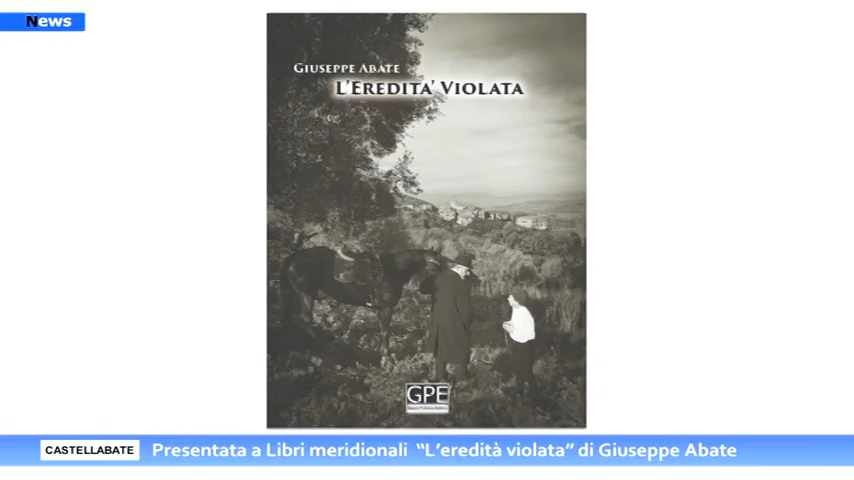 News
GIUSEPPE ABATE
L'EREDITA' VIOLATA
GPE
CASTELLABATE
Presentata a Libri meridionali “L'eredità violata” di Giuseppe Abate